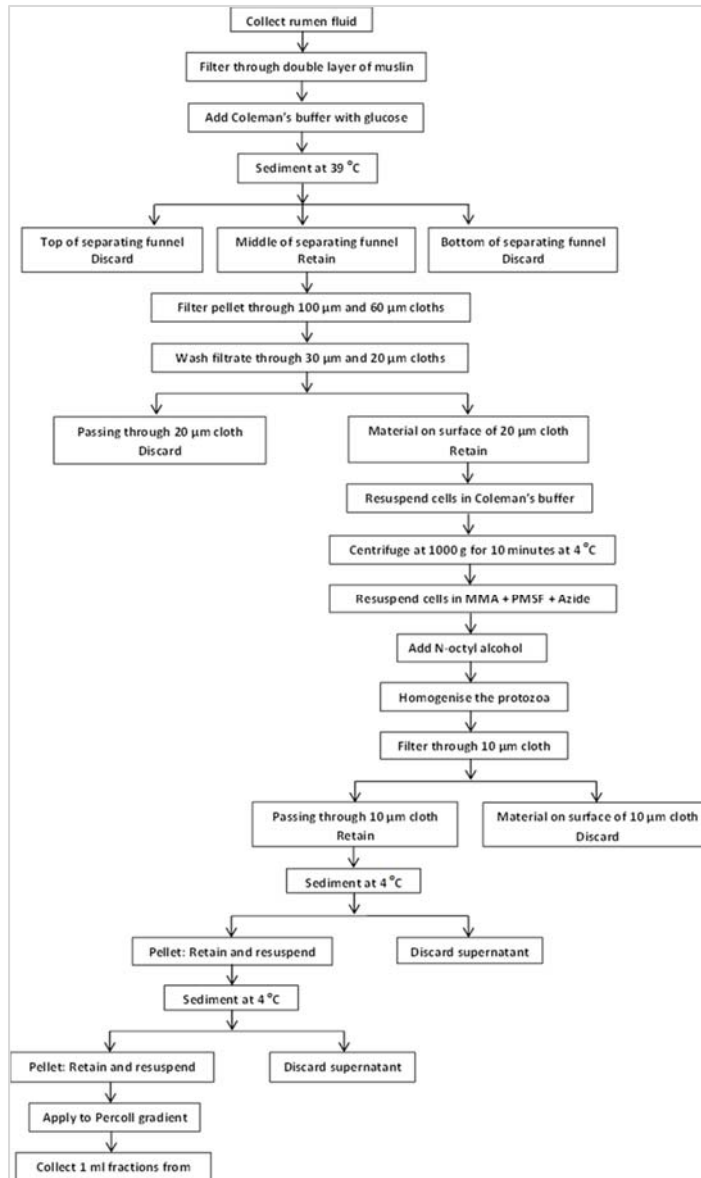 Collect rumen fluid
Filter through double layer of muslin
Add Coleman's buffer with glucose
Sediment at 39 °C
Top of separating funnel
Discard
Middle of separating funnel
Retain
Bottom of separating funnel
Discard
Filter pellet through 100 µm and 60 µm cloths
Wash filtrate through 30 µm and 20 µm cloths
Passing through 20 µm cloth
Discard
Material on surface of 20 µm cloth
Retain
Resuspend cells in Coleman's buffer
Centrifuge at 1000 g for 10 minutes at 4 °C
Resuspend cells in MMA + PMSF + Azide
Add N-octyl alcohol
Homogenise the protozoa
Filter through 10 µm cloth
Passing through 10 µm cloth
Retain
Material on surface of 10 µm cloth
Discard
Sediment at 4 °C
Pellet: Retain and resuspend
Discard supernatant
Sediment at 4 °C
Pellet: Retain and resuspend
Discard supernatant
Apply to Percoll gradient
Collect 1 ml fractions from